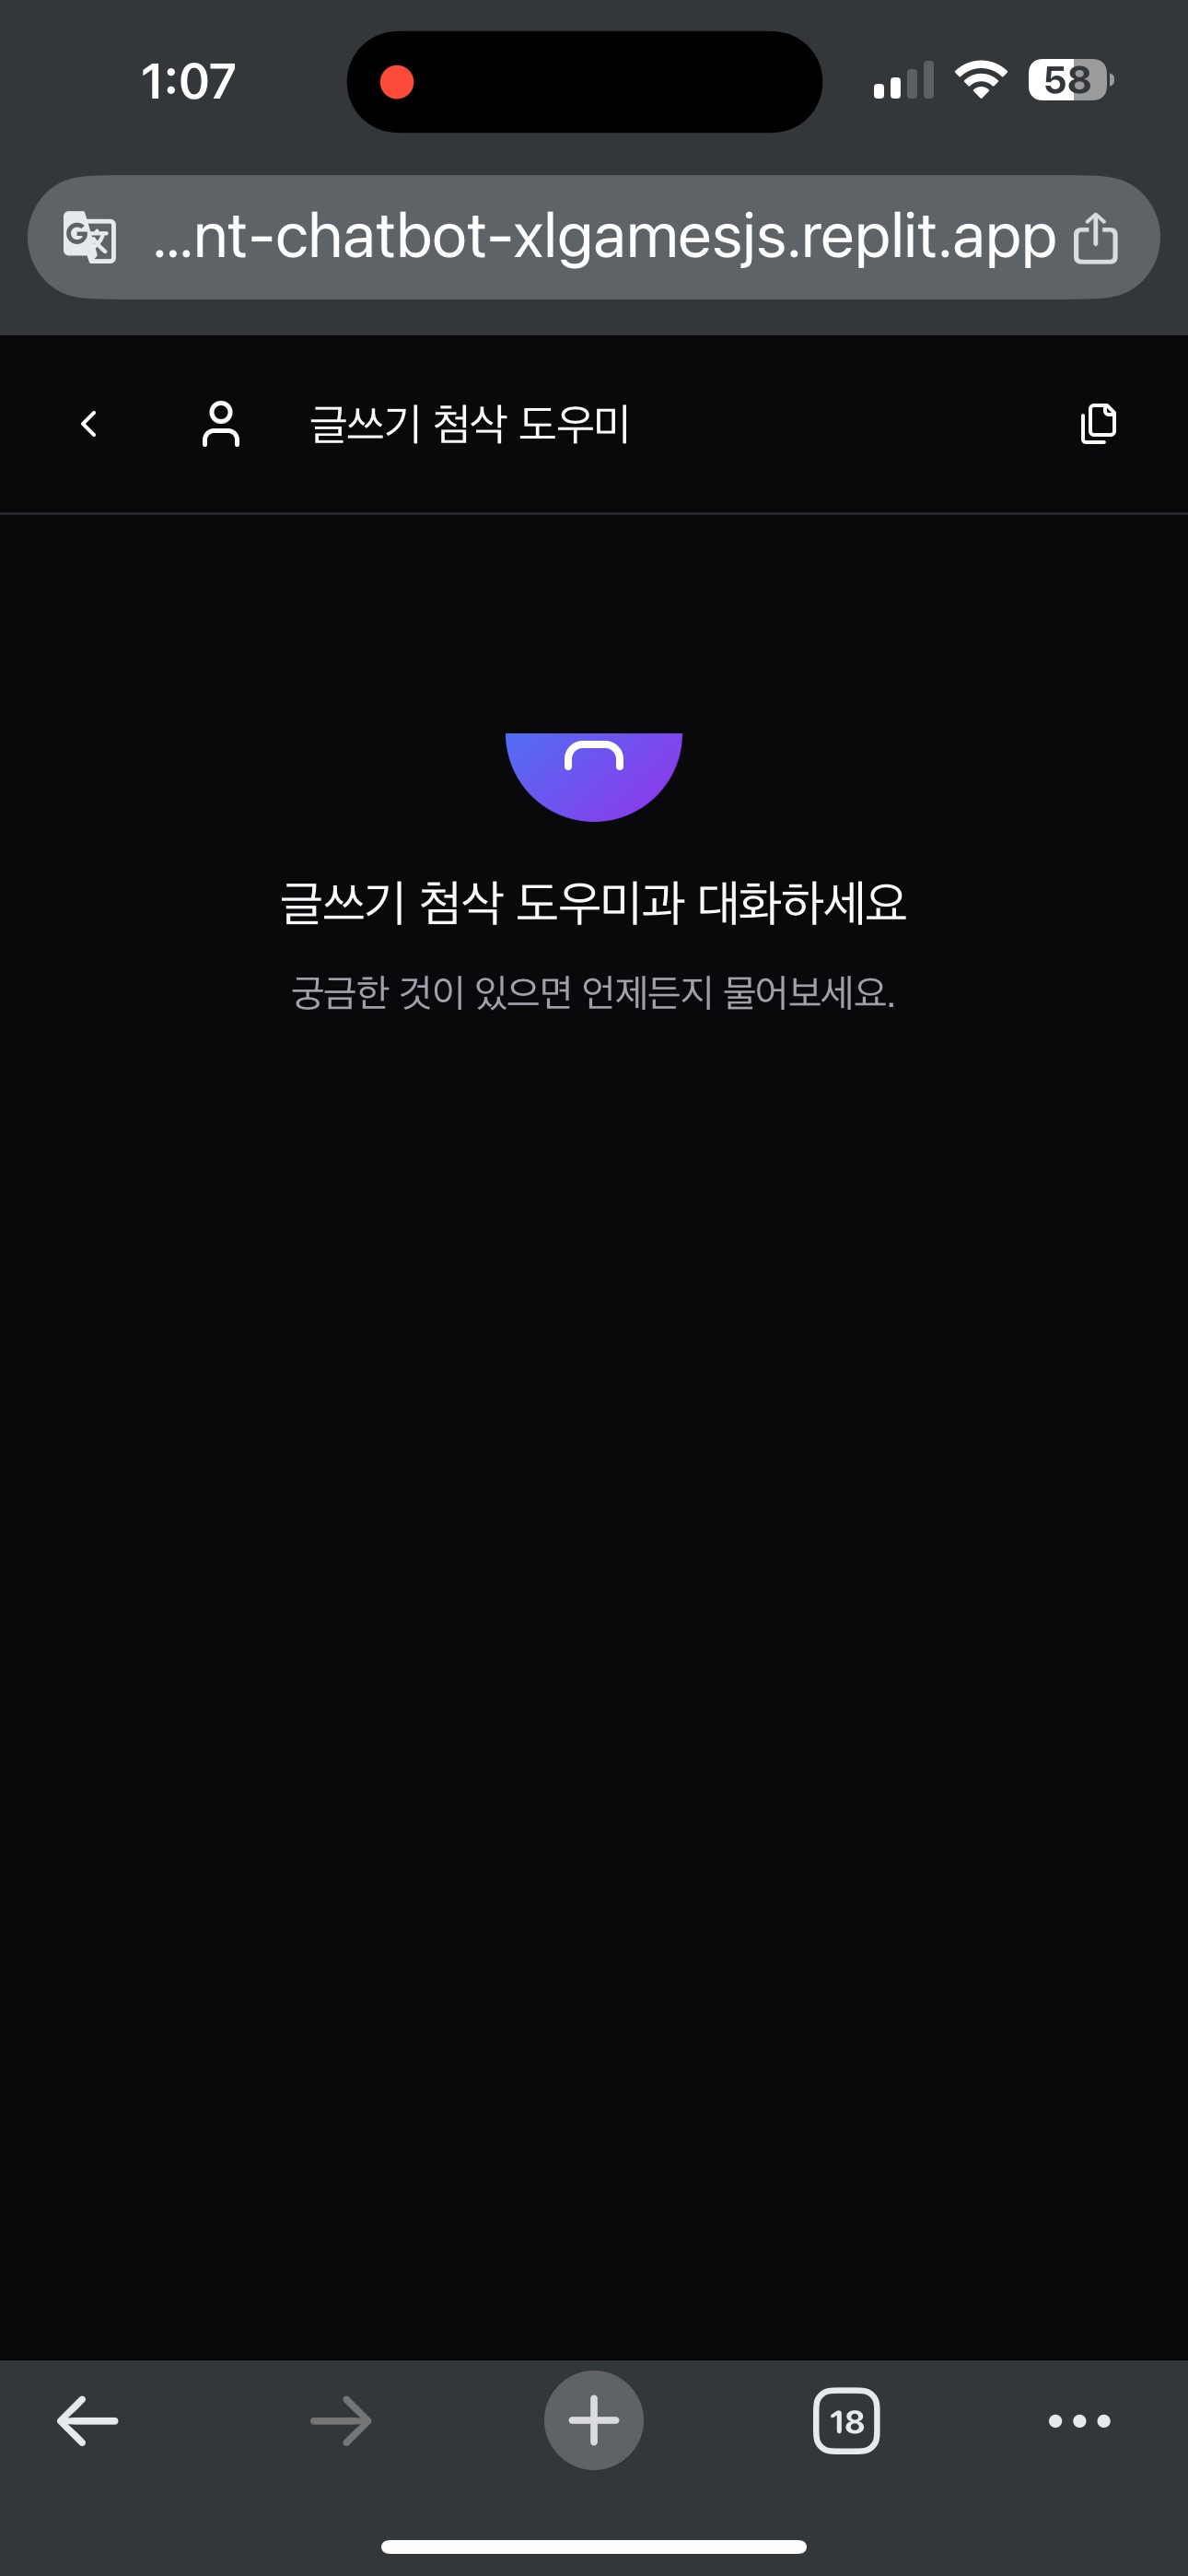 1:07
58
...nt-chatbot-xlgamesjs.replit.app
글쓰기 첨삭 도우미
글쓰기 첨삭 도우미과 대화하세요
궁금한 것이 있으면 언제든지 물어보세요.
18